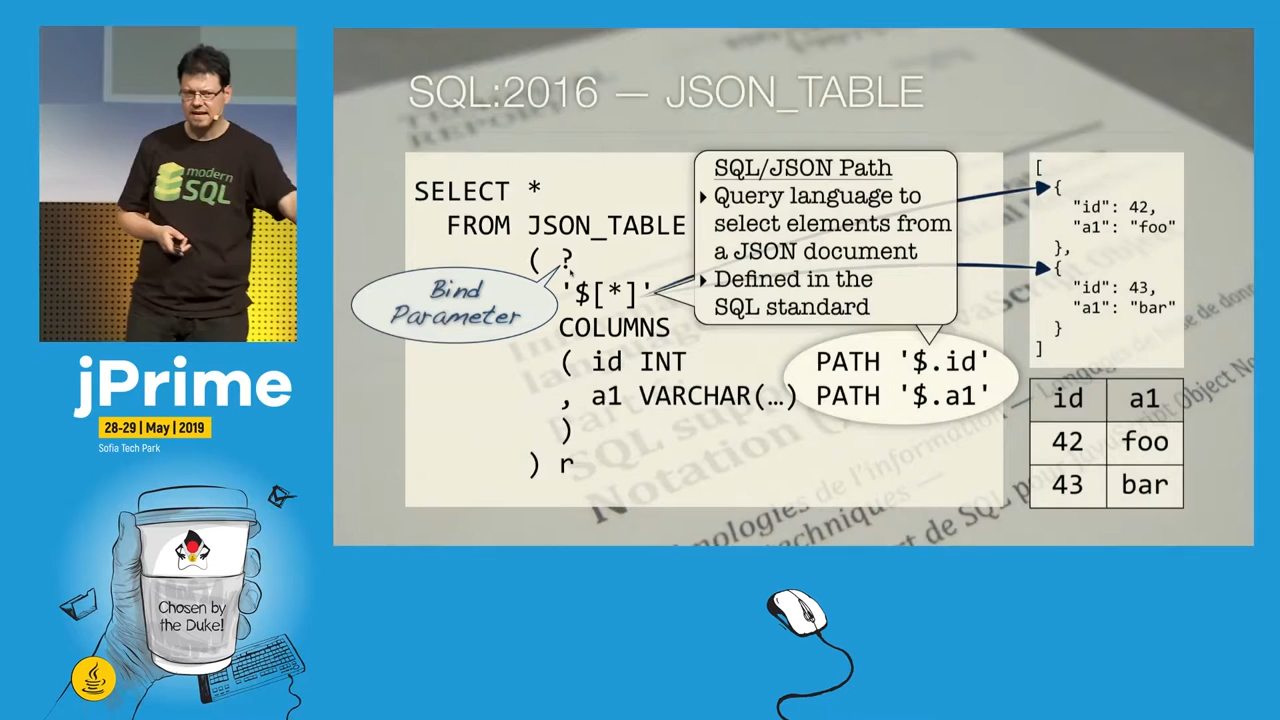 SQL:2016 — JSON_TABLE
modern
SQL
SELECT *
FROM JSON_TABLE
( ?
'$[*]'
COLUMNS
( id INT PATH '$.id'
, a1 VARCHAR(…) PATH '$.a1'
)
) r
Bind
Parameter
SQL/JSON Path
Query language to
select elements from
a JSON document
Defined in the
SQL standard
[
{
"id": 42,
"a1": "foo"
},
{
"id": 43,
"a1": "bar"
}
]
id a1
42 foo
43 bar
jPrime
28-29 | May | 2019
Sofia Tech Park
Chosen by
the Duke!